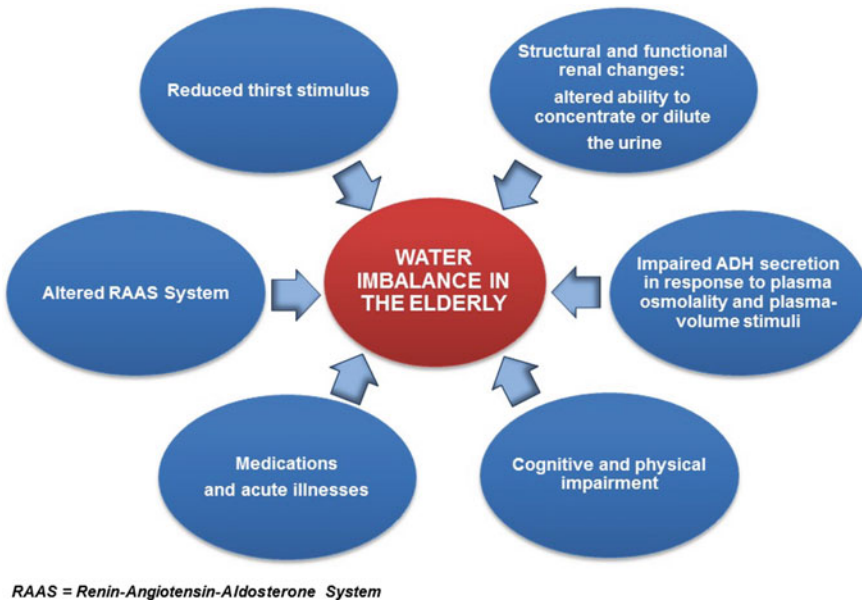 Reduced thirst stimulus
Structural and functional
renal changes:
altered ability to
concentrate or dilute
the urine
Altered RAAS System
WATER
IMBALANCE IN
THE ELDERLY
Impaired ADH secretion
in response to plasma
osmolality and plasma-
volume stimuli
Medications
and acute illnesses
Cognitive and physical
impairment
RAAS = Renin-Angiotensin-Aldosterone System